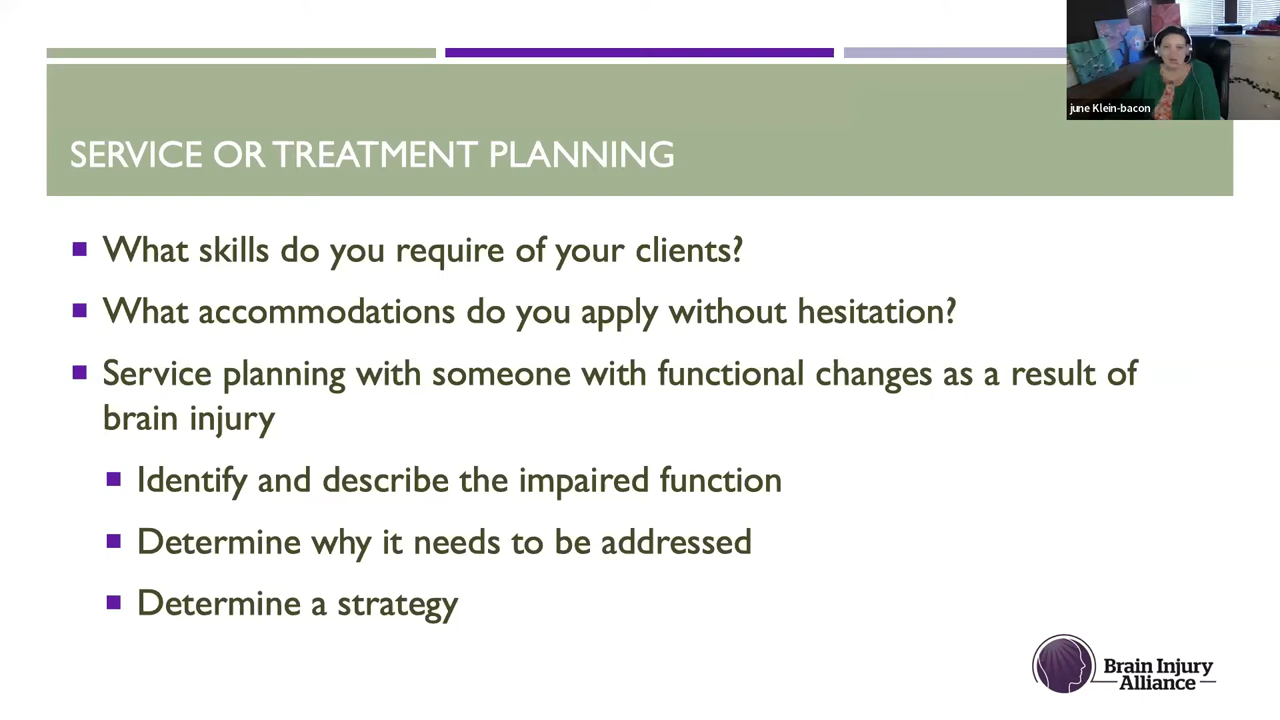 june Klein-bacon
SERVICE OR TREATMENT PLANNING
What skills do you require of your clients?
What accommodations do you apply without hesitation?
Service planning with someone with functional changes as a result of
brain injury
Identify and describe the impaired function
Determine why it needs to be addressed
Determine a strategy
Brain Injury
Alliance